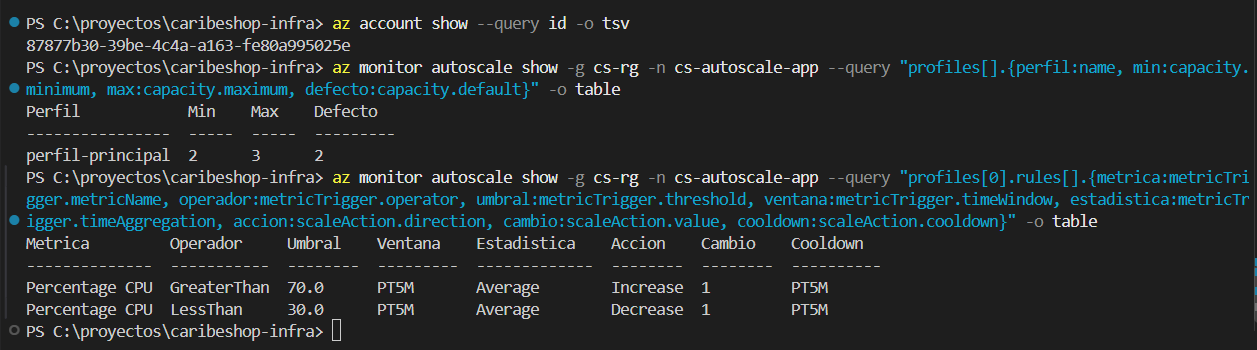 PS C:\proyectos\caribeshop-infra> az account show --query id -o tsv
87877b30-39be-4c4a-a163-fe80a995025e
PS C:\proyectos\caribeshop-infra> az monitor autoscale show -g cs-rg -n cs-autoscale-app --query "profiles[].{perfil:name, min:capacity.
minimum, max:capacity.maximum, defecto:capacity.default}" -o table
Perfil            Min    Max    Defecto
----------------  -----  -----  ---------
perfil-principal  2      3      2
PS C:\proyectos\caribeshop-infra> az monitor autoscale show -g cs-rg -n cs-autoscale-app --query "profiles[0].rules[].{metrica:metricTri
gger.metricName, operador:metricTrigger.operator, umbral:metricTrigger.threshold, ventana:metricTrigger.timeWindow, estadistica:metricTr
igger.timeAggregation, accion:scaleAction.direction, cambio:scaleAction.value, cooldown:scaleAction.cooldown}" -o table
Metrica         Operador     Umbral    Ventana    Estadistica    Accion    Cambio    Cooldown
--------------  -----------  --------  ---------  -------------  --------  --------  ----------
Percentage CPU  GreaterThan  70.0      PT5M       Average        Increase  1         PT5M
Percentage CPU  LessThan     30.0      PT5M       Average        Decrease  1         PT5M
PS C:\proyectos\caribeshop-infra>